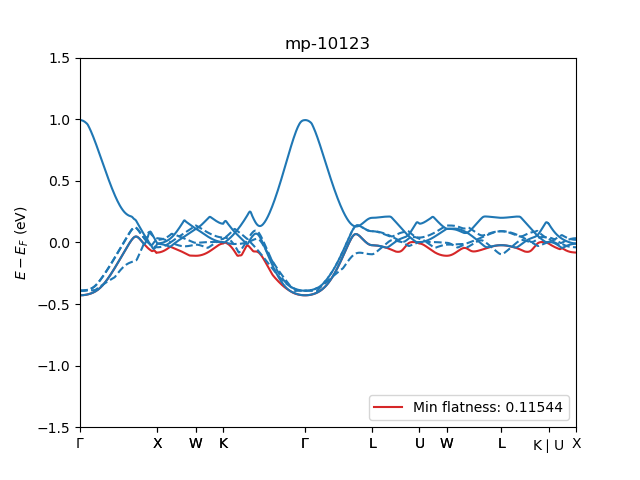 mp-10123
E − E_F (eV)
1.5
1.0
0.5
0.0
−0.5
−1.0
−1.5
Min flatness: 0.11544
Γ X W K Γ L U W L K | U X